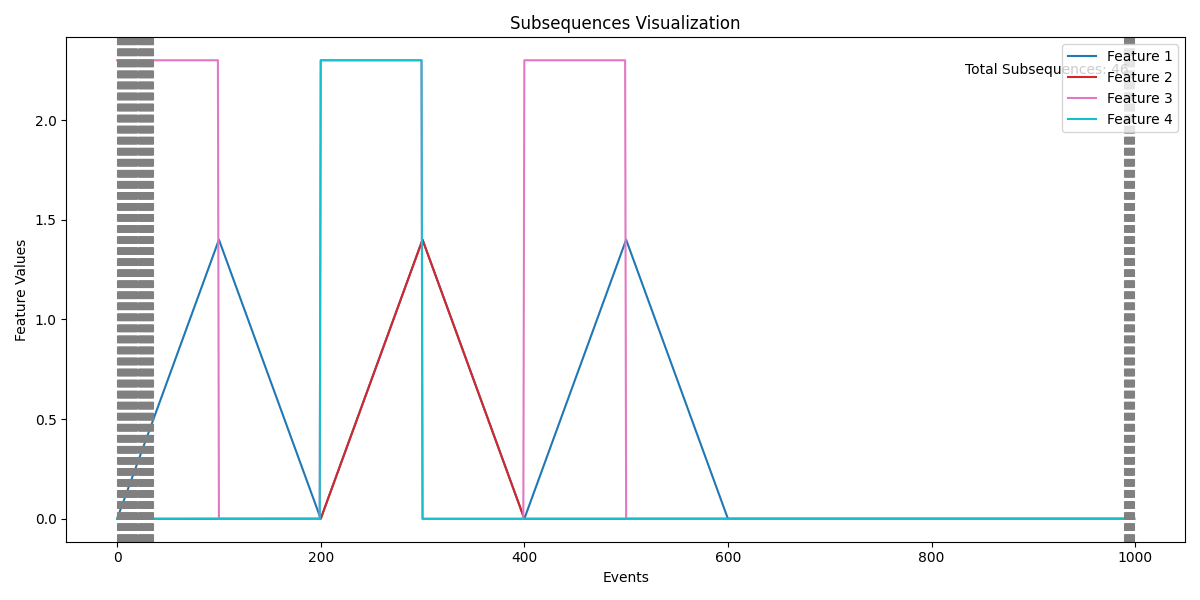 Subsequences Visualization
Feature Values
2.0
1.5
1.0
0.5
0.0
0
200
400
600
800
1000
Events
Total Subsequences: 46
Feature 1
Feature 2
Feature 3
Feature 4